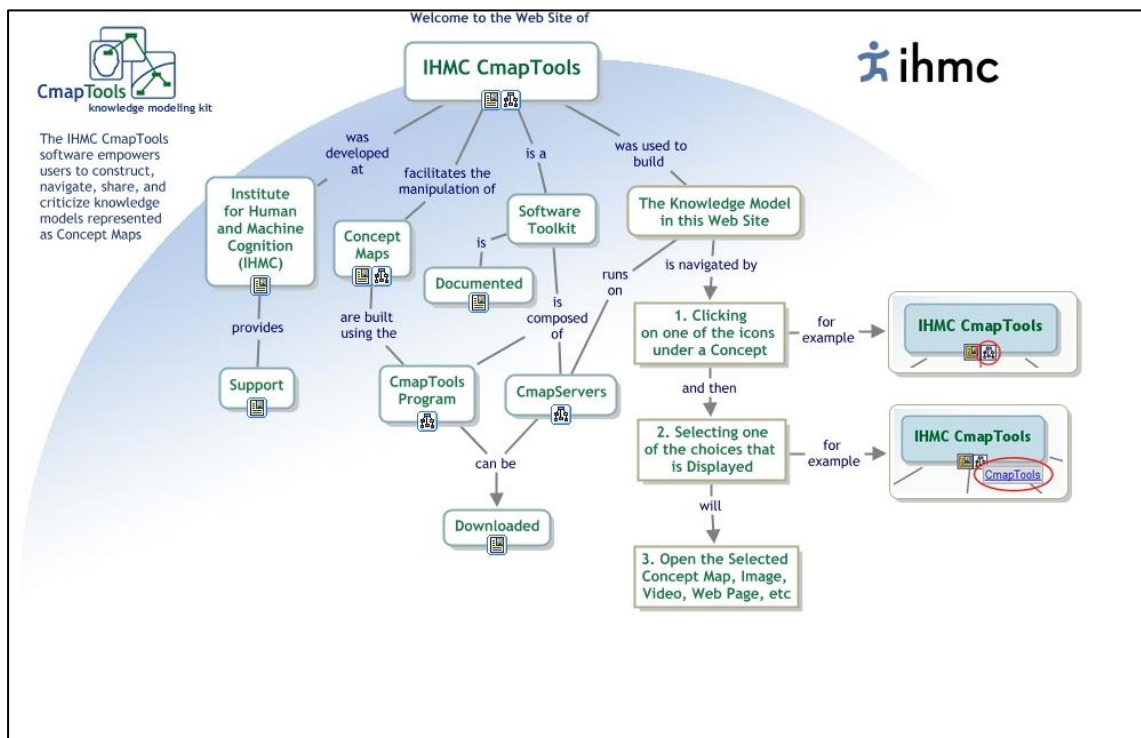 Welcome to the Web Site of
IHMC CmapTools
CmapTools
knowledge modeling kit
ihmc
The IHMC CmapTools
software empowers
users to construct,
navigate, share, and
criticize knowledge
models represented
as Concept Maps
was
developed
at
facilitates the
manipulation of
is a
was used to
build
Institute
for Human
and Machine
Cognition
(IHMC)
Concept
Maps
Software
Toolkit
The Knowledge Model
in this Web Site
is
Documented
runs
on
is navigated by
provides
are built
using the
is
composed
of
1. Clicking
on one of the icons
under a Concept
for
example
IHMC CmapTools
Support
CmapTools
Program
CmapServers
and then
2. Selecting one
of the choices that
is Displayed
for
example
IHMC CmapTools
CmapTools
can be
Downloaded
will
3. Open the Selected
Concept Map, Image,
Video, Web Page, etc